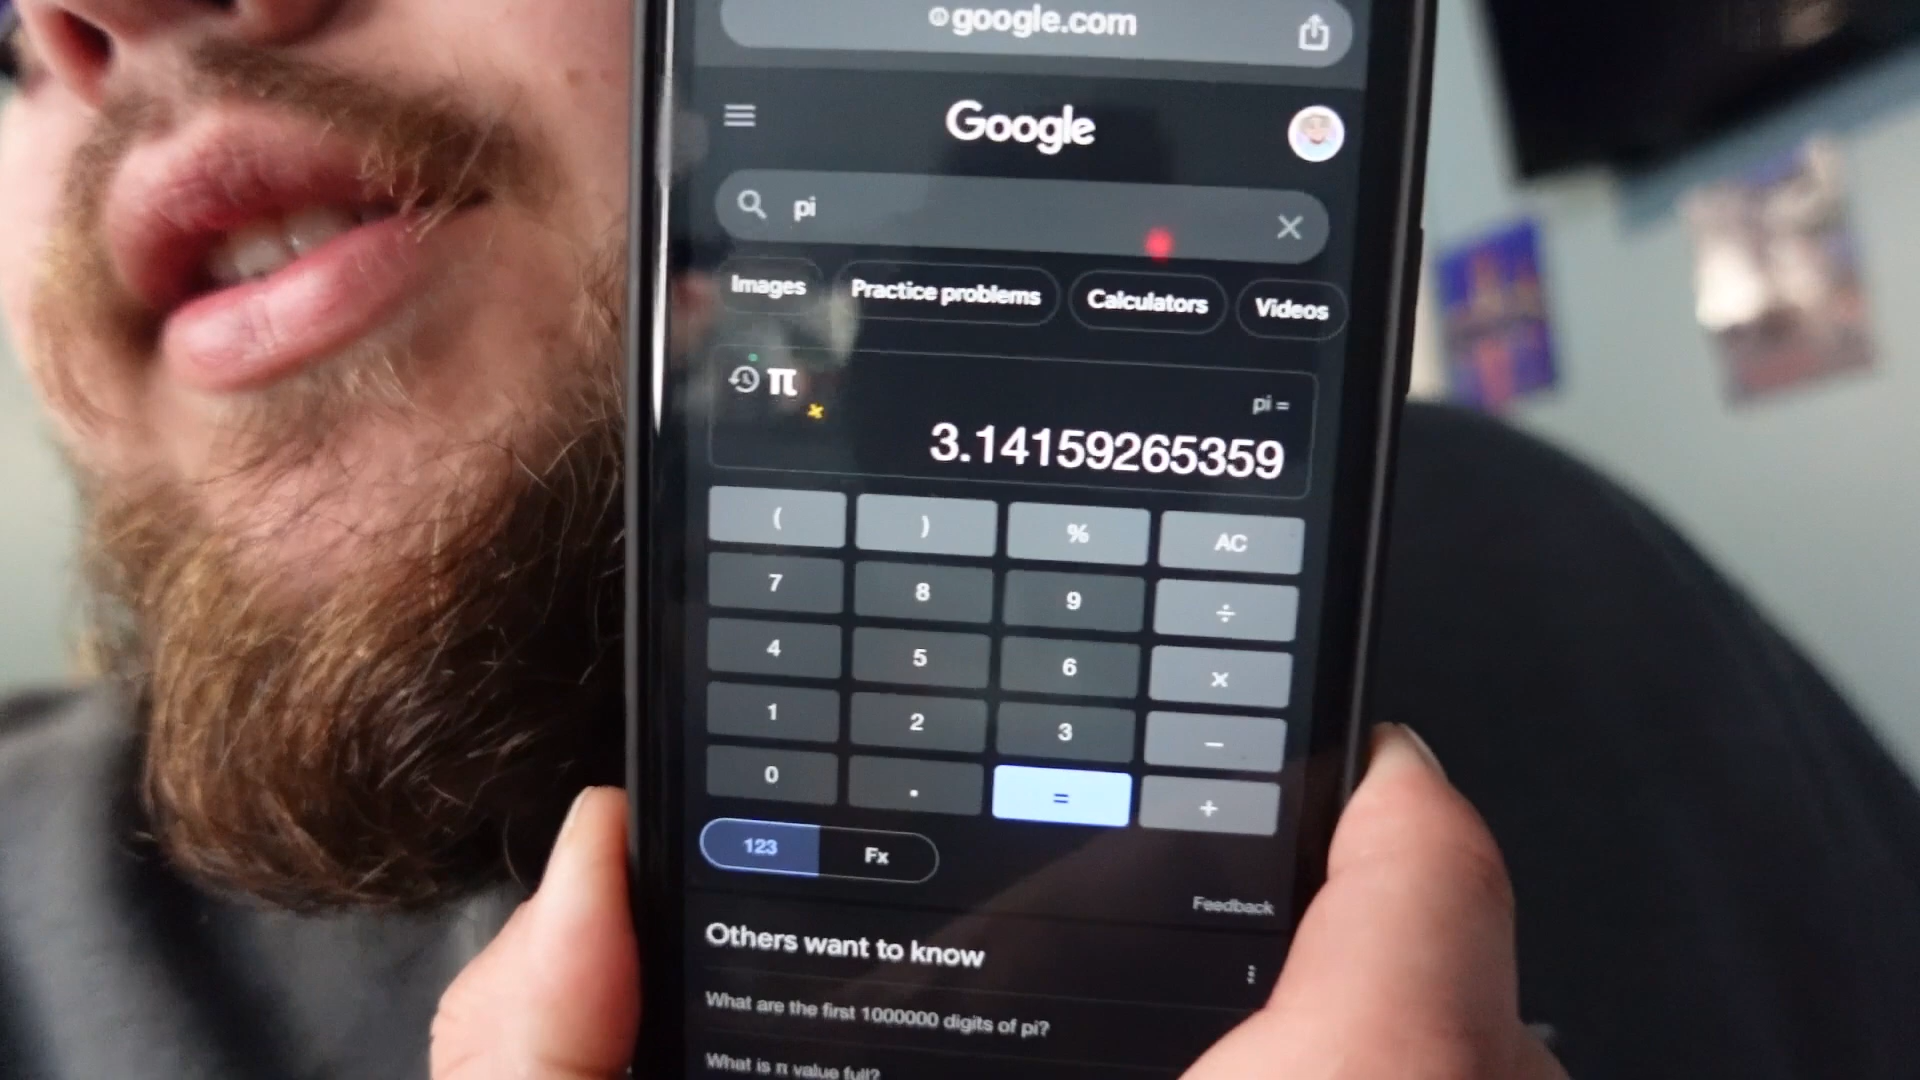 google.com
Google
pi
Images Practice problems Calculators Videos
π
pi =
3.14159265359
( ) % AC
7 8 9 ÷
4 5 6 ×
1 2 3 −
0 . = +
123 Fx
Feedback
Others want to know
What are the first 1000000 digits of pi?
What is π value full?